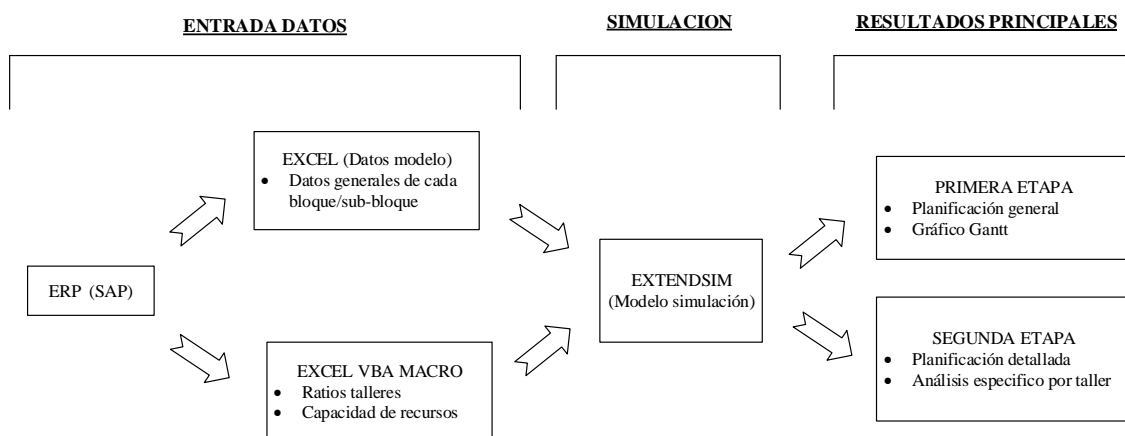 ENTRADA DATOS
SIMULACION
RESULTADOS PRINCIPALES
EXCEL (Datos modelo)
• Datos generales de cada
bloque/sub-bloque
ERP (SAP)
EXCEL VBA MACRO
• Ratios talleres
• Capacidad de recursos
EXTENDSIM
(Modelo simulación)
PRIMERA ETAPA
• Planificación general
• Gráfico Gantt
SEGUNDA ETAPA
• Planificación detallada
• Análisis especifico por taller